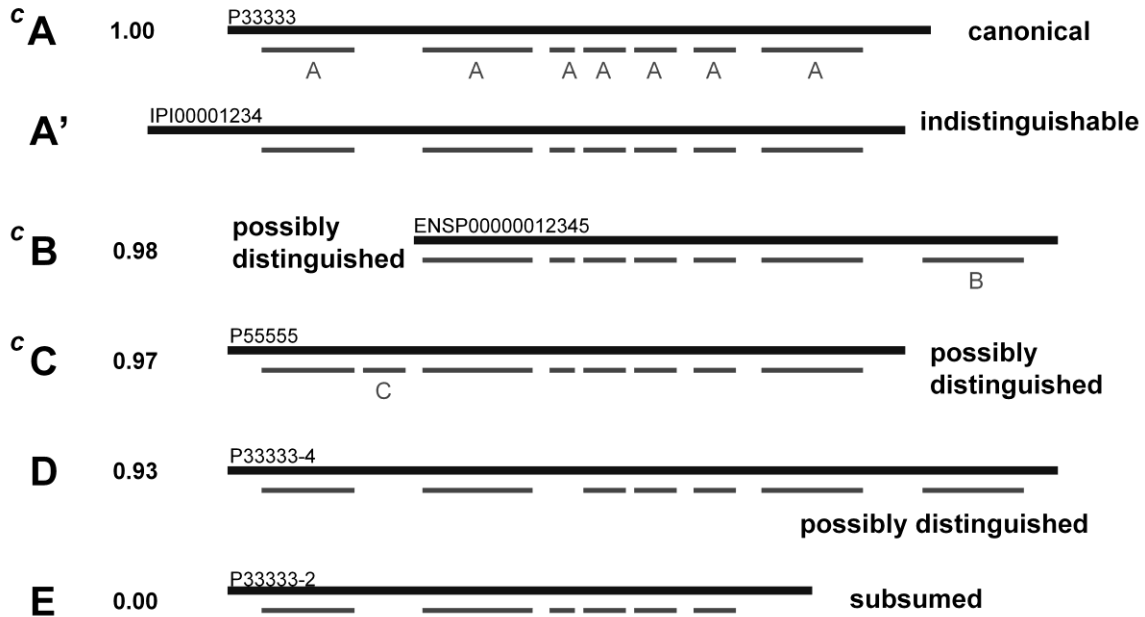 c A 1.00 P33333 canonical
A A A A A A A
A’ IPI00001234 indistinguishable
c B 0.98 possibly distinguished ENSP00000012345
B
c C 0.97 P55555 possibly distinguished
C
D 0.93 P33333-4
possibly distinguished
E 0.00 P33333-2 subsumed